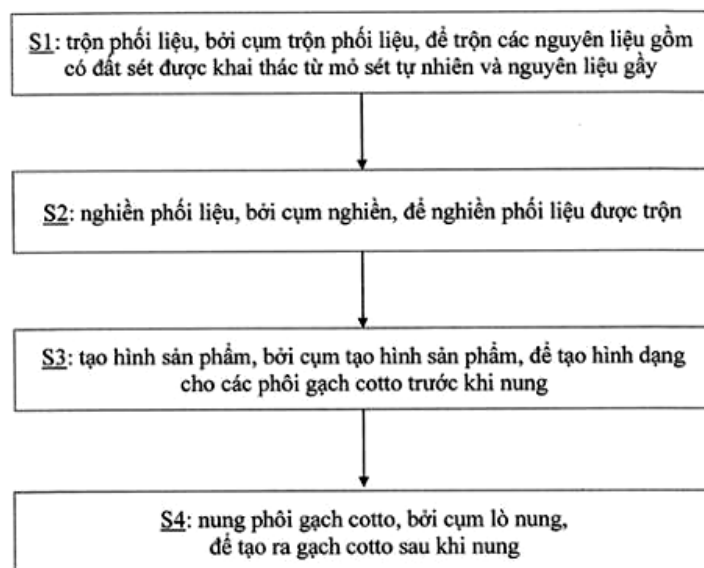 S1: trộn phối liệu, bởi cụm trộn phối liệu, để trộn các nguyên liệu gồm
có đất sét được khai thác từ mỏ sét tự nhiên và nguyên liệu gầy
S2: nghiền phối liệu, bởi cụm nghiền, để nghiền phối liệu được trộn
S3: tạo hình sản phẩm, bởi cụm tạo hình sản phẩm, để tạo hình dạng
cho các phôi gạch cotto trước khi nung
S4: nung phôi gạch cotto, bởi cụm lò nung,
để tạo ra gạch cotto sau khi nung